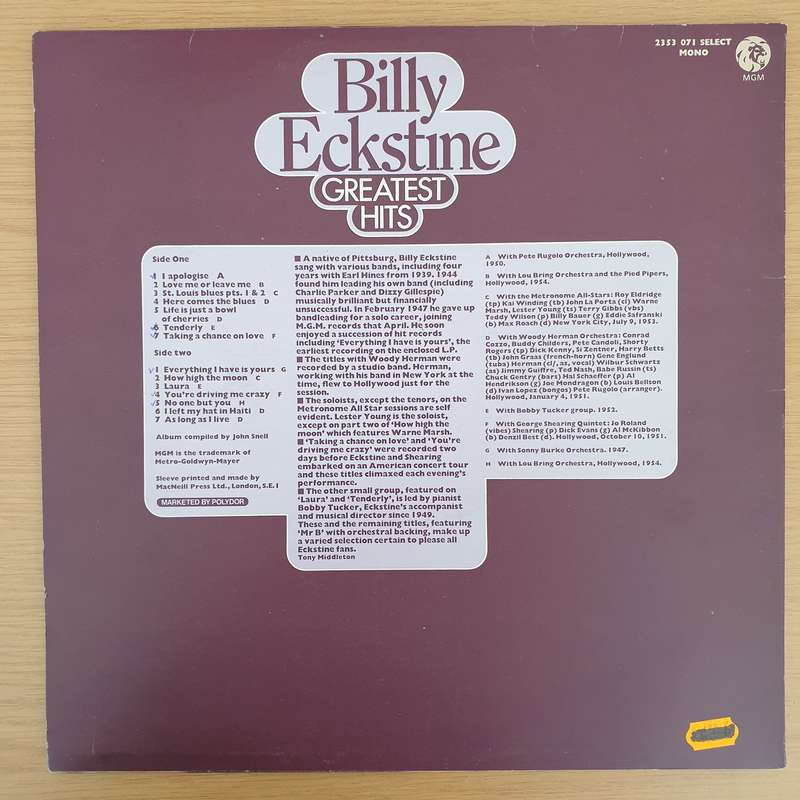 2353 071 SELECT
MONO
MGM
Billy
Eckstine
GREATEST
HITS
Side One
1 I apologise A
2 Love me or leave me B
3 St. Louis blues pts. 1 & 2 C
4 Here comes the blues D
5 Life is just a bowl
of cherries D
6 Tenderly E
7 Taking a chance on love F
Side two
1 Everything I have is yours G
2 How high the moon C
3 Laura E
4 You're driving me crazy F
5 No one but you H
6 I left my hat in Haiti D
7 As long as I live D
Album compiled by John Snell
MGM is the trademark of
Metro-Goldwyn-Mayer
Sleeve printed and made by
MacNeill Press Ltd., London, S.E.1
MARKETED BY POLYDOR
■ A native of Pittsburg, Billy Eckstine
sang with various bands, including four
years with Earl Hines from 1939. 1944
found him leading his own band (including
Charlie Parker and Dizzy Gillespie)
musically brilliant but financially
unsuccessful. In February 1947 he gave up
bandleading for a solo career, joining
M.G.M. records that April. He soon
enjoyed a succession of hit records
including 'Everything I have is yours', the
earliest recording on the enclosed L.P.
■ The titles with Woody Herman were
recorded by a studio band. Herman,
working with his band in New York at the
time, flew to Hollywood just for the
session.
■ The soloists, except the tenors, on the
Metronome All Star sessions are self
evident. Lester Young is the soloist,
except on part two of 'How high the
moon' which features Warne Marsh.
■ 'Taking a chance on love' and 'You're
driving me crazy' were recorded two
days before Eckstine and Shearing
embarked on an American concert tour
and these titles climaxed each evening's
performance.
■ The other small group, featured on
'Laura' and 'Tenderly', is led by pianist
Bobby Tucker, Eckstine's accompanist
and musical director since 1949.
These and the remaining titles, featuring
'Mr B' with orchestral backing, make up
a varied selection certain to please all
Eckstine fans.
Tony Middleton
A With Pete Rugolo Orchestra, Hollywood,
1950.
B With Lou Bring Orchestra and the Pied Pipers,
Hollywood, 1954.
C With the Metronome All-Stars: Roy Eldridge
(tp) Kai Winding (tb) John La Porta (cl) Warne
Marsh, Lester Young (ts) Terry Gibbs (vbs)
Teddy Wilson (p) Billy Bauer (g) Eddie Safranski
(b) Max Roach (d) New York City, July 9, 1953.
D With Woody Herman Orchestra: Conrad
Gozzo, Buddy Childers, Pete Candoli, Shorty
Rogers (tp) Dick Kenny, Si Zentner, Harry Betts
(tb) John Graas (french-horn) Gene Englund
(tuba) Herman (cl, as, vocal) Wilbur Schwartz
(as) Jimmy Guiffre, Ted Nash, Babe Russin (ts)
Chuck Gentry (bars) Hal Schaeffer (p) Al
Hendrikson (g) Joe Mondragon (b) Louis Bellson
(d) Ivan Lopez (bongos) Pete Rugolo (arranger).
Hollywood, January 4, 1951.
E With Bobby Tucker group. 1952.
F With George Shearing Quintet: Jo Roland
(vibes) Shearing (p) Dick Evans (g) Al McKibbon
(b) Denzil Best (d). Hollywood, October 10, 1951.
G With Sonny Burke Orchestra. 1947.
H With Lou Bring Orchestra, Hollywood, 1954.